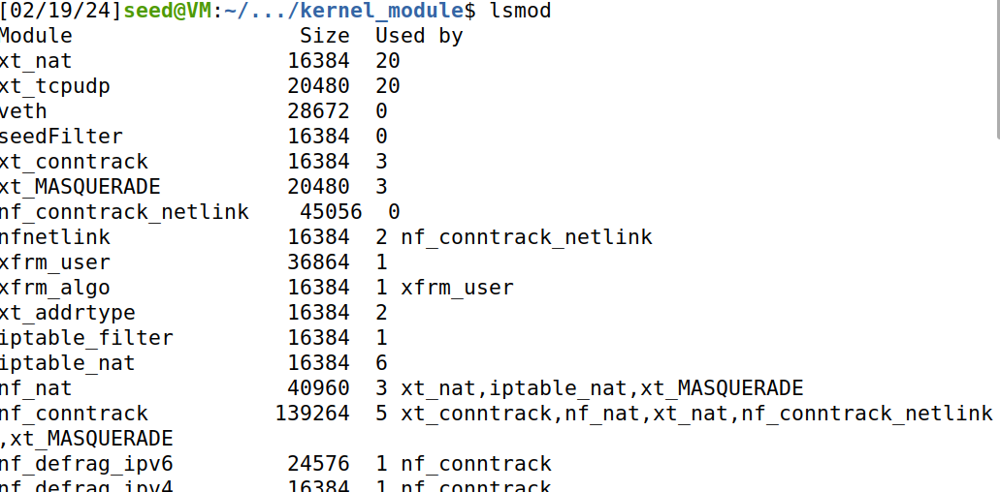 [02/19/24]seed@VM:~/.../kernel_module$ lsmod
Module                  Size  Used by
xt_nat                 16384  20
xt_tcpudp              20480  20
veth                   28672  0
seedFilter             16384  0
xt_conntrack           16384  3
xt_MASQUERADE          20480  3
nf_conntrack_netlink    45056  0
nfnetlink              16384  2 nf_conntrack_netlink
xfrm_user              36864  1
xfrm_algo              16384  1 xfrm_user
xt_addrtype            16384  2
iptable_filter         16384  1
iptable_nat            16384  6
nf_nat                 40960  3 xt_nat,iptable_nat,xt_MASQUERADE
nf_conntrack          139264  5 xt_conntrack,nf_nat,xt_nat,nf_conntrack_netlink
,xt_MASQUERADE
nf_defrag_ipv6         24576  1 nf_conntrack
nf_defrag_ipv4         16384  1 nf_conntrack